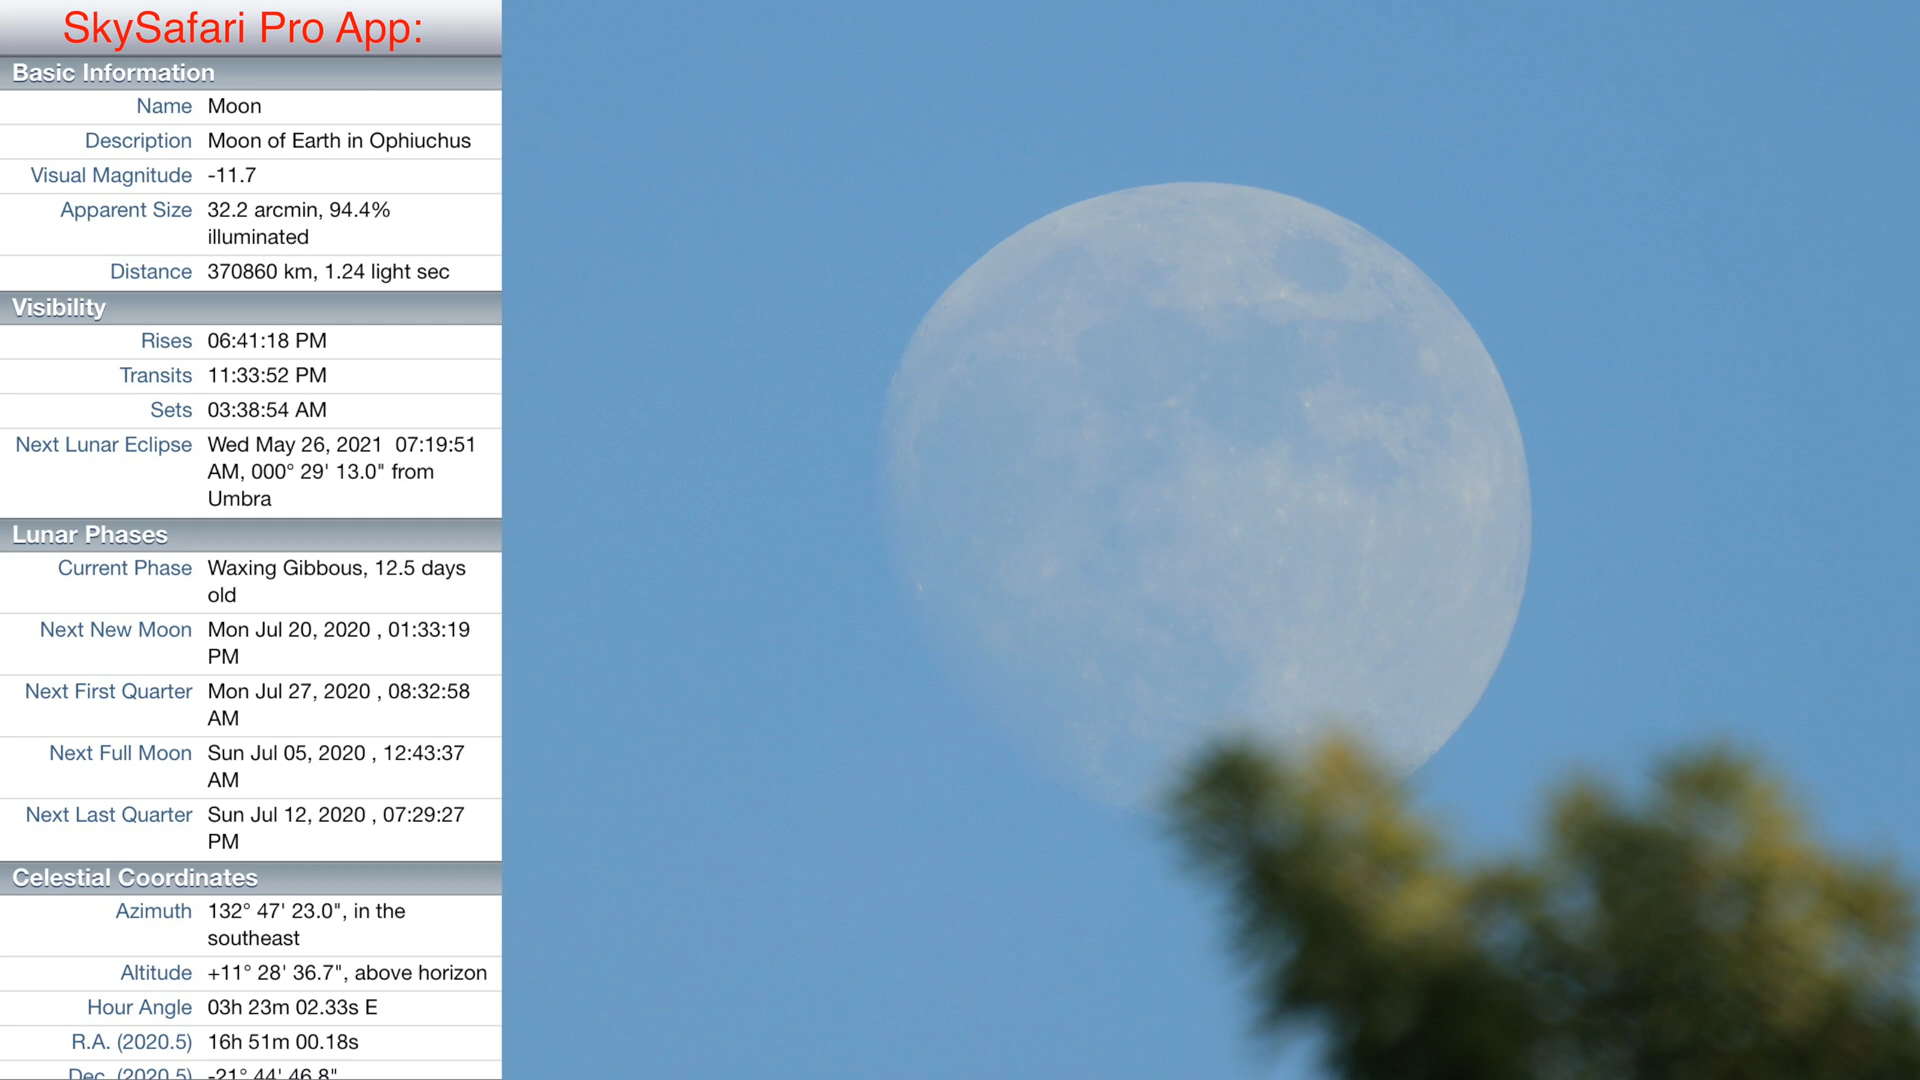 SkySafari Pro App:
Basic Information
Name Moon
Description Moon of Earth in Ophiuchus
Visual Magnitude -11.7
Apparent Size 32.2 arcmin, 94.4%
illuminated
Distance 370860 km, 1.24 light sec
Visibility
Rises 06:41:18 PM
Transits 11:33:52 PM
Sets 03:38:54 AM
Next Lunar Eclipse Wed May 26, 2021  07:19:51
AM, 000° 29' 13.0" from
Umbra
Lunar Phases
Current Phase Waxing Gibbous, 12.5 days
old
Next New Moon Mon Jul 20, 2020 , 01:33:19
PM
Next First Quarter Mon Jul 27, 2020 , 08:32:58
AM
Next Full Moon Sun Jul 05, 2020 , 12:43:37
AM
Next Last Quarter Sun Jul 12, 2020 , 07:29:27
PM
Celestial Coordinates
Azimuth 132° 47' 23.0", in the
southeast
Altitude +11° 28' 36.7", above horizon
Hour Angle 03h 23m 02.33s E
R.A. (2020.5) 16h 51m 00.18s
Dec. (2020.5) -21° 44' 46.8"